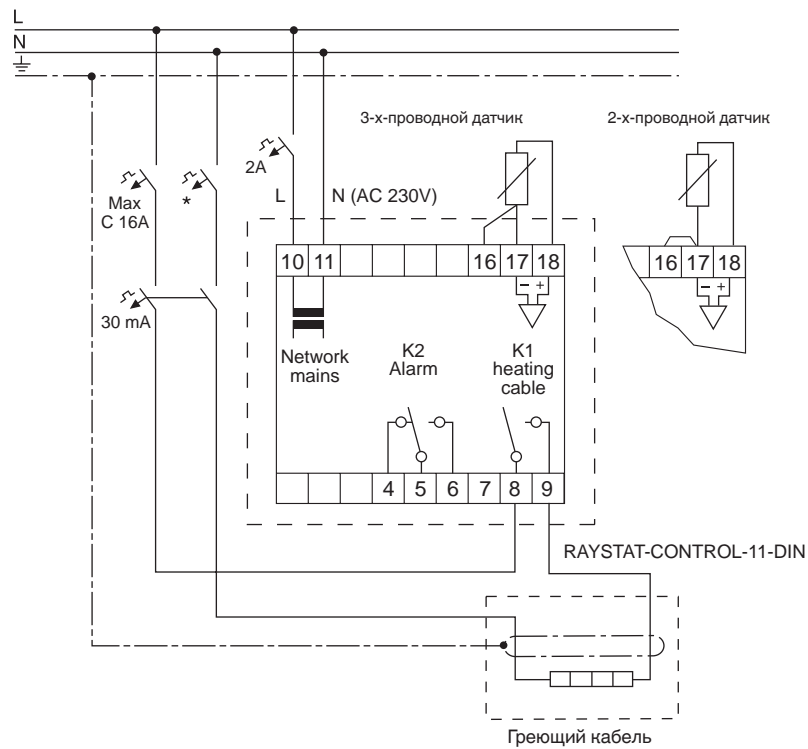 L
N
3-х-проводной датчик
2-х-проводной датчик
2A
L N (AC 230V)
Max
C 16A
*
10 11 16 17 18
16 17 18
- +
- +
30 mA
Network
mains
K2
Alarm
K1
heating
cable
4 5 6 7 8 9
RAYSTAT-CONTROL-11-DIN
Греющий кабель